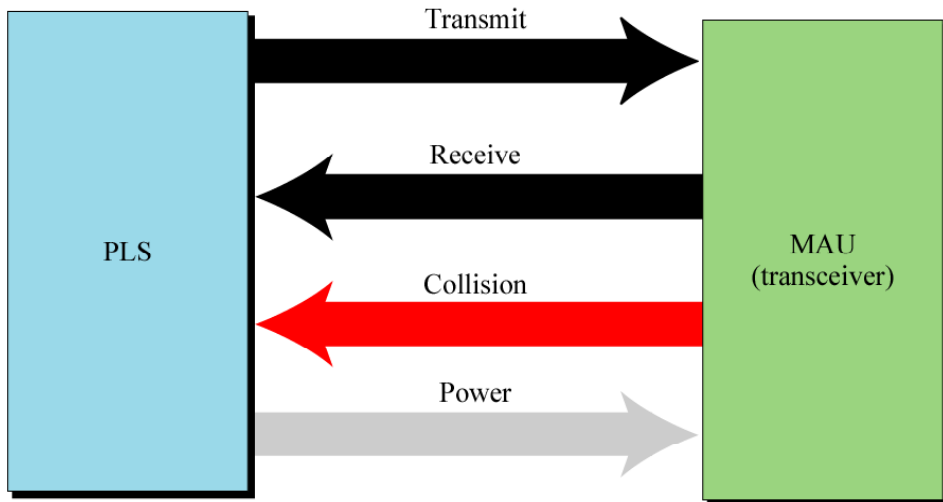 Transmit
Receive
PLS
MAU
(transceiver)
Collision
Power